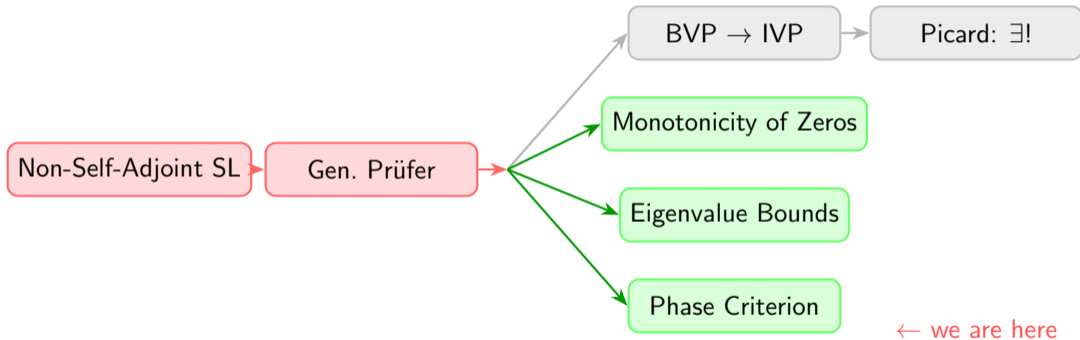 BVP → IVP
Picard: ∃!
Monotonicity of Zeros
Non-Self-Adjoint SL
Gen. Prüfer
Eigenvalue Bounds
Phase Criterion
← we are here